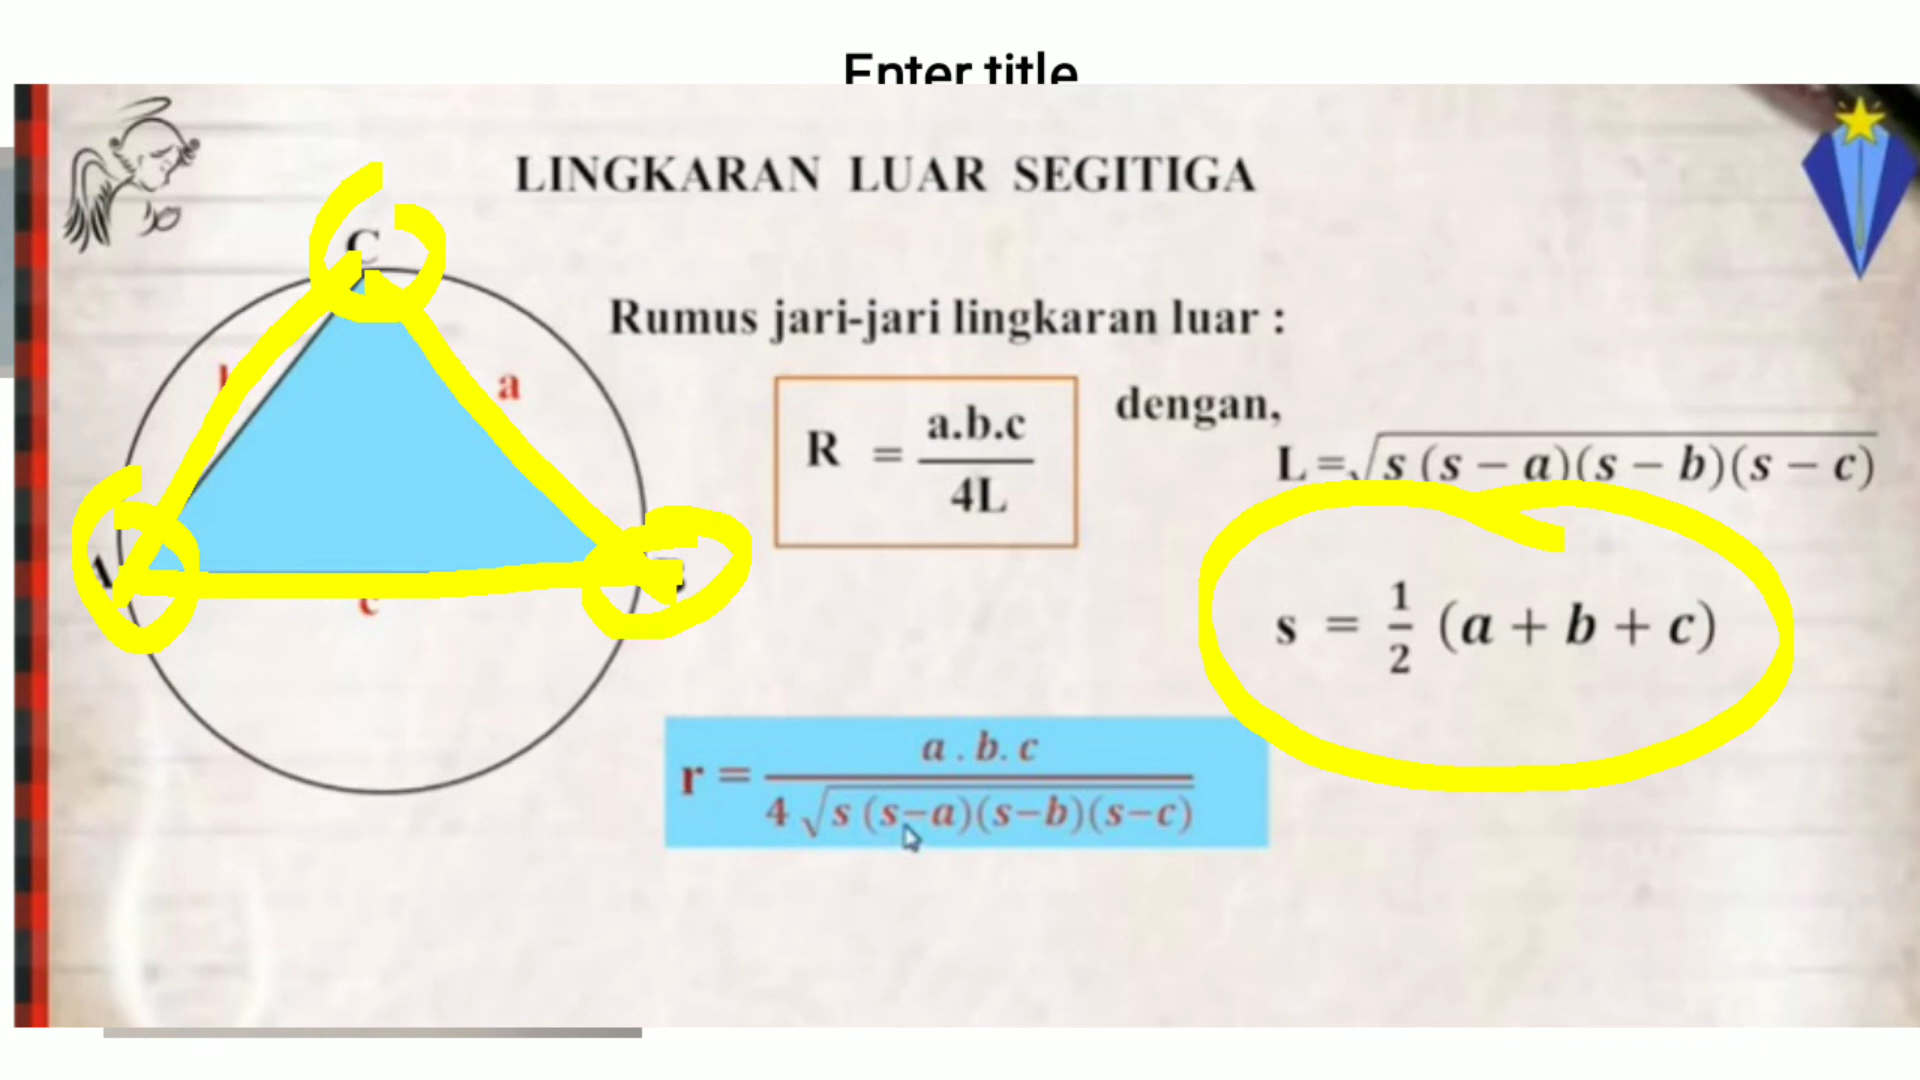 Enter title
LINGKARAN LUAR SEGITIGA
C
Rumus jari-jari lingkaran luar :
a
R = a.b.c / 4L
dengan,
L = √s (s − a)(s − b)(s − c)
c
s = 1/2 (a + b + c)
r = a . b. c / 4 √s (s−a)(s−b)(s−c)